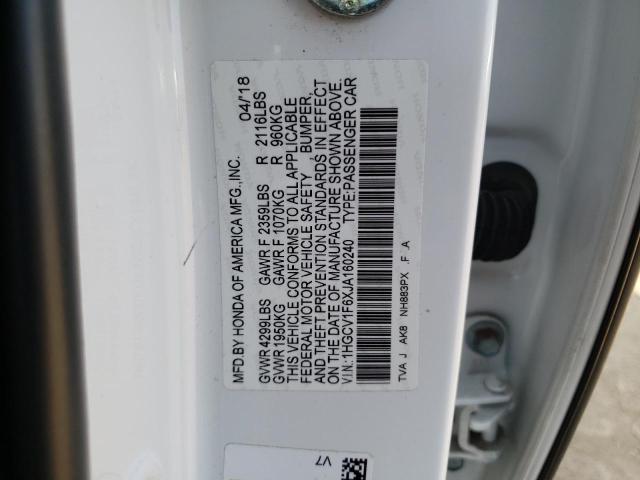 MFD.BY HONDA OF AMERICA MFG.,INC. 04/'18
GVWR 4299LBS GAWR F 2359LBS R 2116LBS
GVWR 1950KG GAWR F 1070KG R 960KG
THIS VEHICLE CONFORMS TO ALL APPLICABLE
FEDERAL MOTOR VEHICLE SAFETY, BUMPER,
AND THEFT PREVENTION STANDARDS IN EFFECT
ON THE DATE OF MANUFACTURE SHOWN ABOVE.
V.I.N.:1HGCV1F6XJA160240 TYPE:PASSENGER CAR
TVA J AK8 NH883PX .F .A
V7